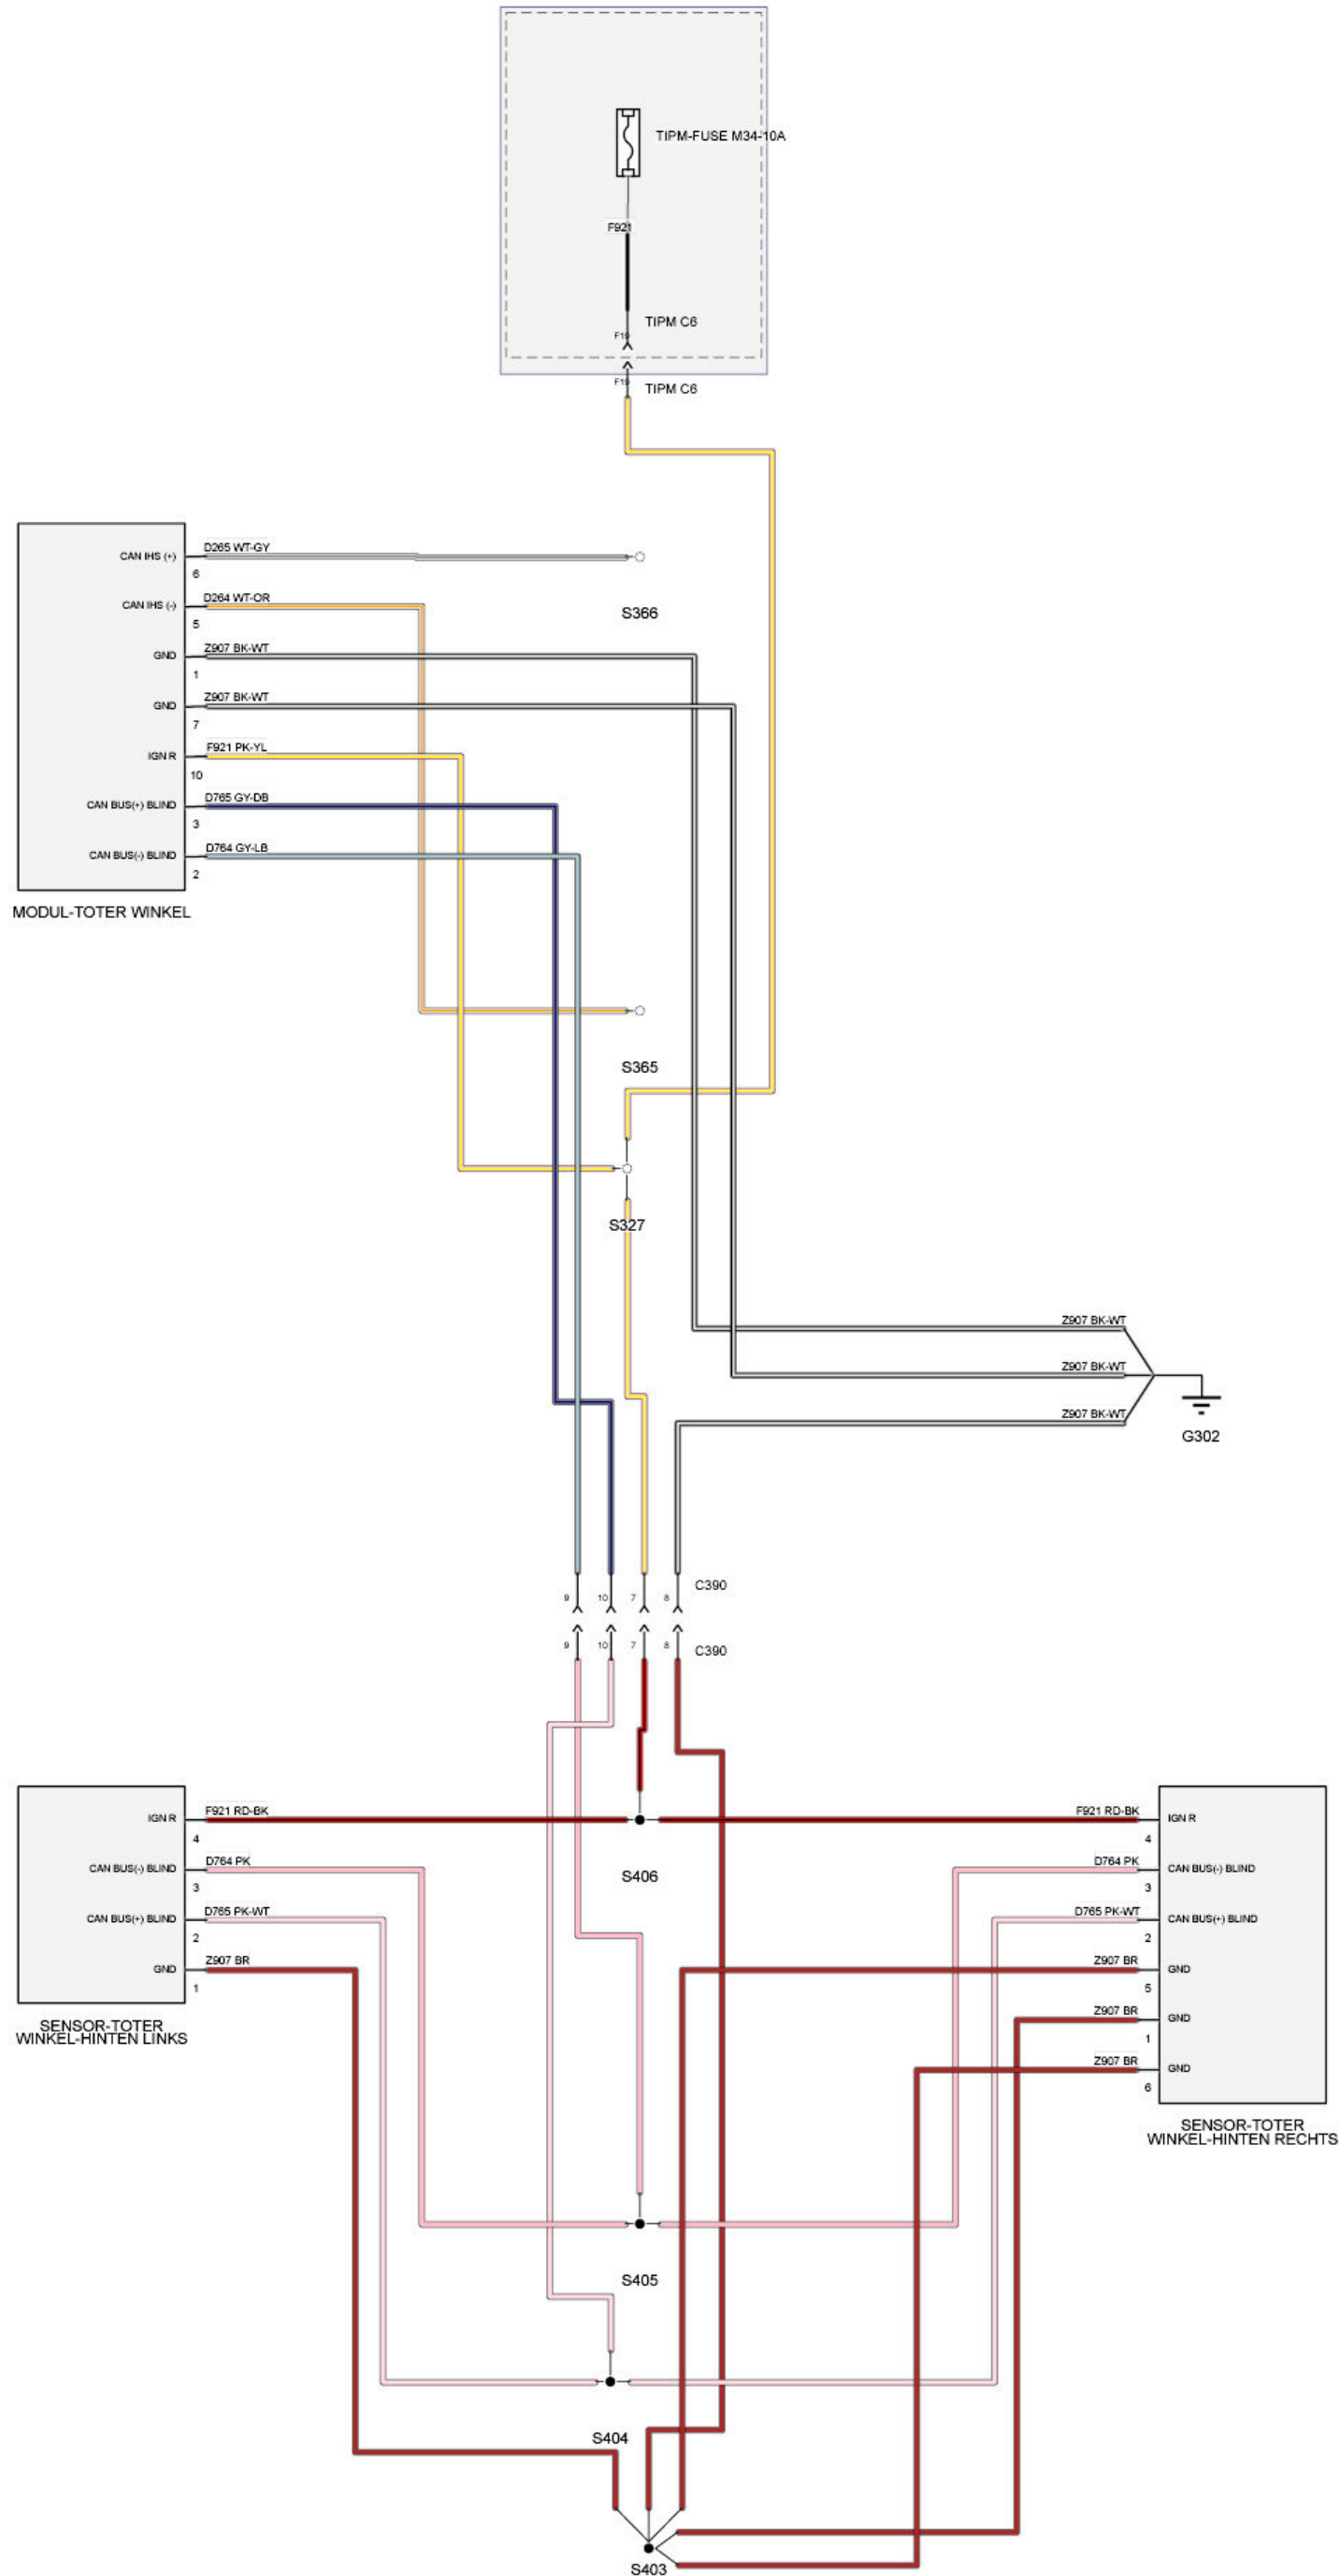 TIPM-FUSE M34-10A
F921
TIPM C6
F19
F19
TIPM C6
CAN IHS (+)
D265 WT-GY
6
CAN IHS (-)
D264 WT-OR
5
S366
GND
Z907 BK-WT
1
GND
Z907 BK-WT
7
IGN R
F921 PK-YL
10
CAN BUS(+) BLIND
D765 GY-DB
3
CAN BUS(-) BLIND
D764 GY-LB
2
MODUL-TOTER WINKEL
S365
S327
Z907 BK-WT
Z907 BK-WT
Z907 BK-WT
G302
9 10 7 8 C390
9 10 7 8 C390
IGN R
F921 RD-BK
4
CAN BUS(-) BLIND
D764 PK
3
CAN BUS(+) BLIND
D765 PK-WT
2
GND
Z907 BR
1
SENSOR-TOTER
WINKEL-HINTEN LINKS
S406
F921 RD-BK
IGN R
4
D764 PK
CAN BUS(-) BLIND
3
D765 PK-WT
CAN BUS(+) BLIND
2
Z907 BR
GND
5
Z907 BR
GND
1
Z907 BR
GND
6
SENSOR-TOTER
WINKEL-HINTEN RECHTS
S405
S404
S403